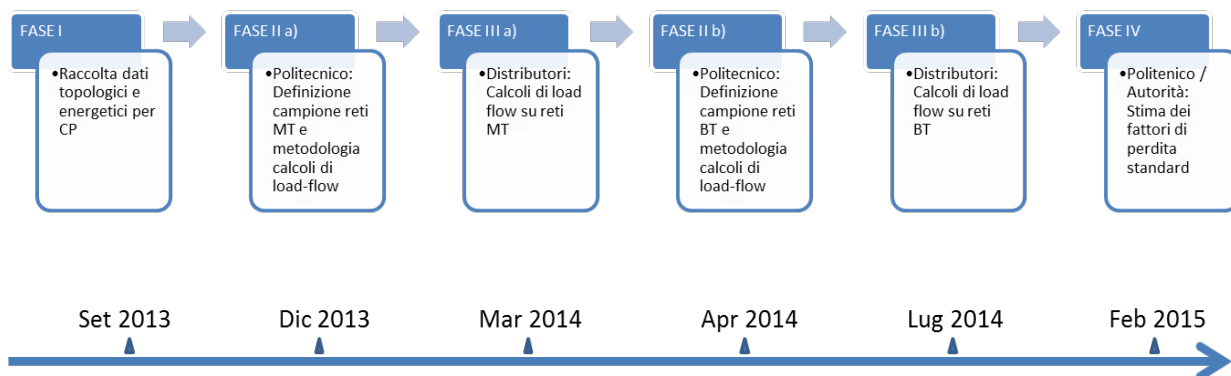 FASE I
•Raccolta dati
topologici e
energetici per
CP
FASE II a)
•Politecnico:
Definizione
campione reti
MT e
metodologia
calcoli di
load-flow
FASE III a)
•Distributori:
Calcoli di load
flow su reti
MT
FASE II b)
•Politecnico:
Definizione
campione reti
BT e
metodologia
calcoli di
load-flow
FASE III b)
•Distributori:
Calcoli di load
flow su reti
BT
FASE IV
•Politenico /
Autorità:
Stima dei
fattori di
perdita
standard
Set 2013
Dic 2013
Mar 2014
Apr 2014
Lug 2014
Feb 2015